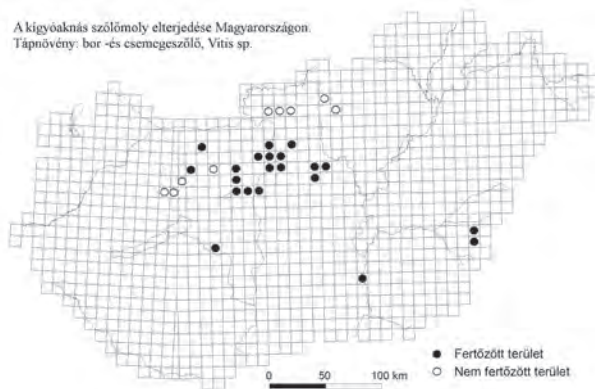 A kígyóaknás szőlőmoly elterjedése Magyarországon.
Tápnövény: bor -és csemegeszőlő, Vitis sp.
Fertőzött terület
Nem fertőzött terület
0 50 100 km